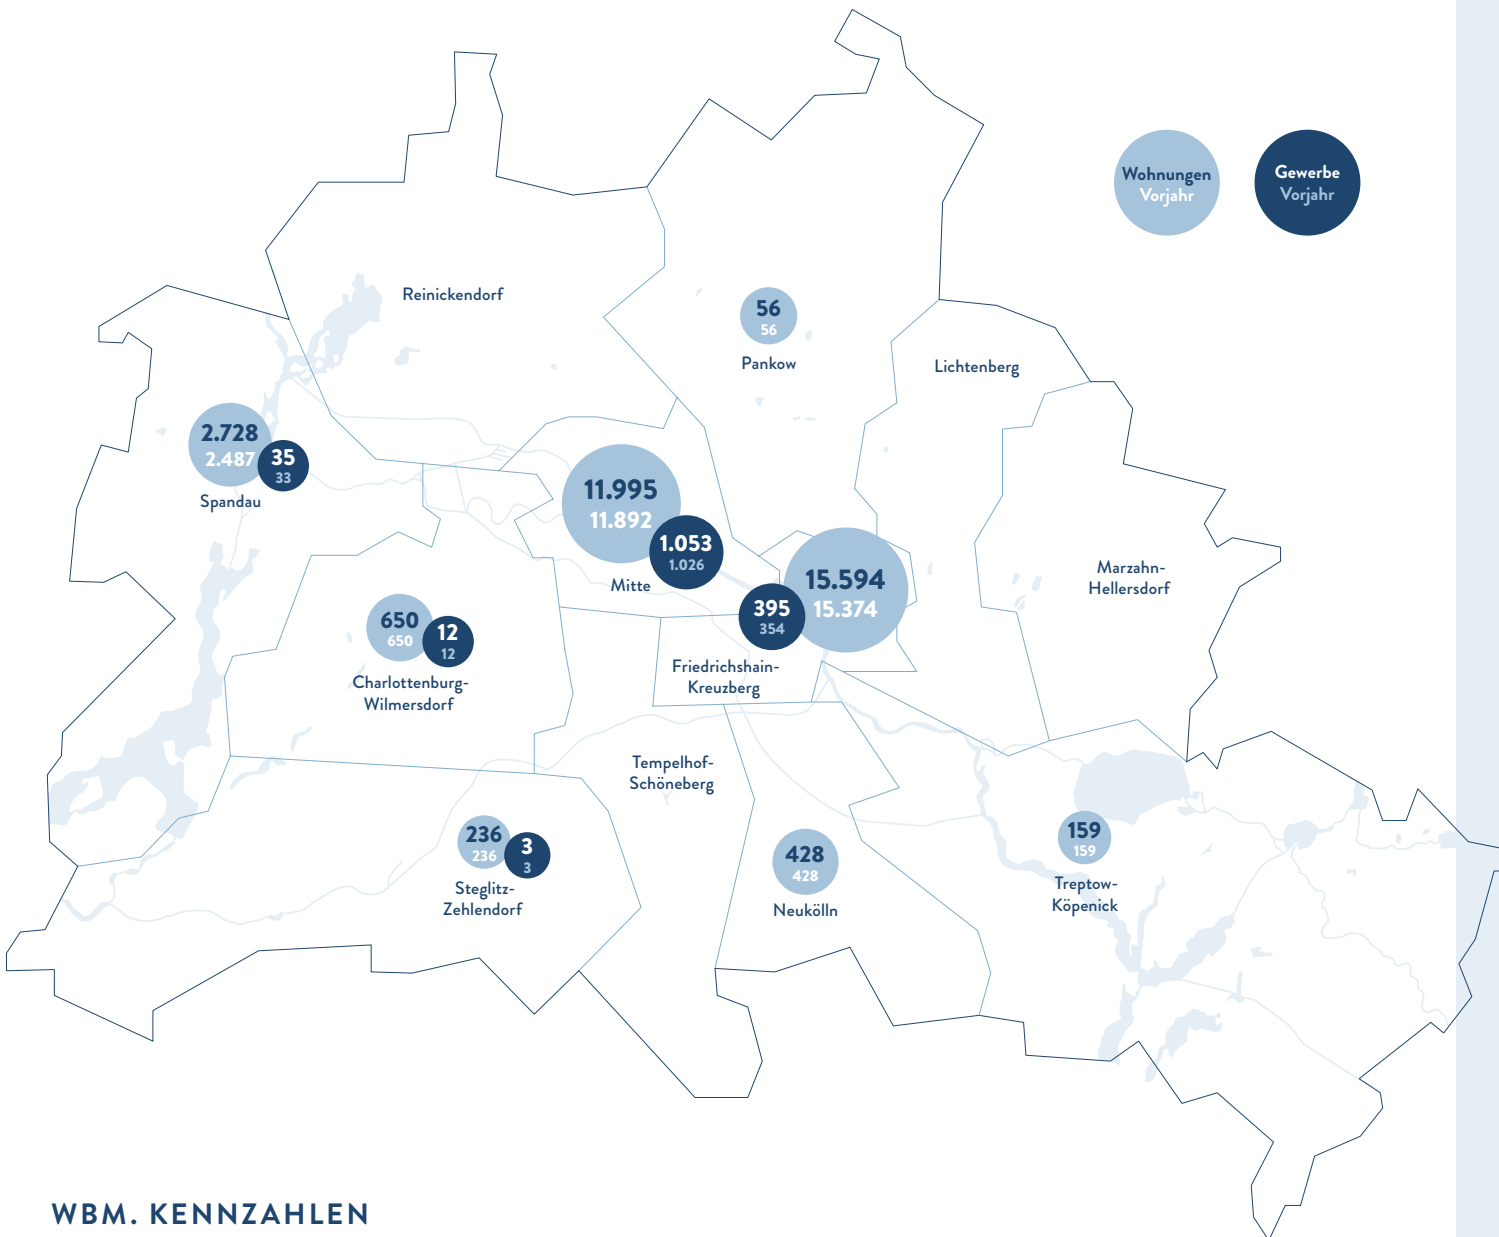 Wohnungen
Vorjahr
Gewerbe
Vorjahr
Reinickendorf
56
56
Pankow
Lichtenberg
2.728
2.487
35
33
Spandau
11.995
11.892
1.053
1.026
Mitte
15.594
15.374
395
354
Friedrichshain-
Kreuzberg
Marzahn-
Hellersdorf
650
650
12
12
Charlottenburg-
Wilmersdorf
Tempelhof-
Schöneberg
236
236
3
3
Steglitz-
Zehlendorf
428
428
Neukölln
159
159
Treptow-
Köpenick
WBM. KENNZAHLEN